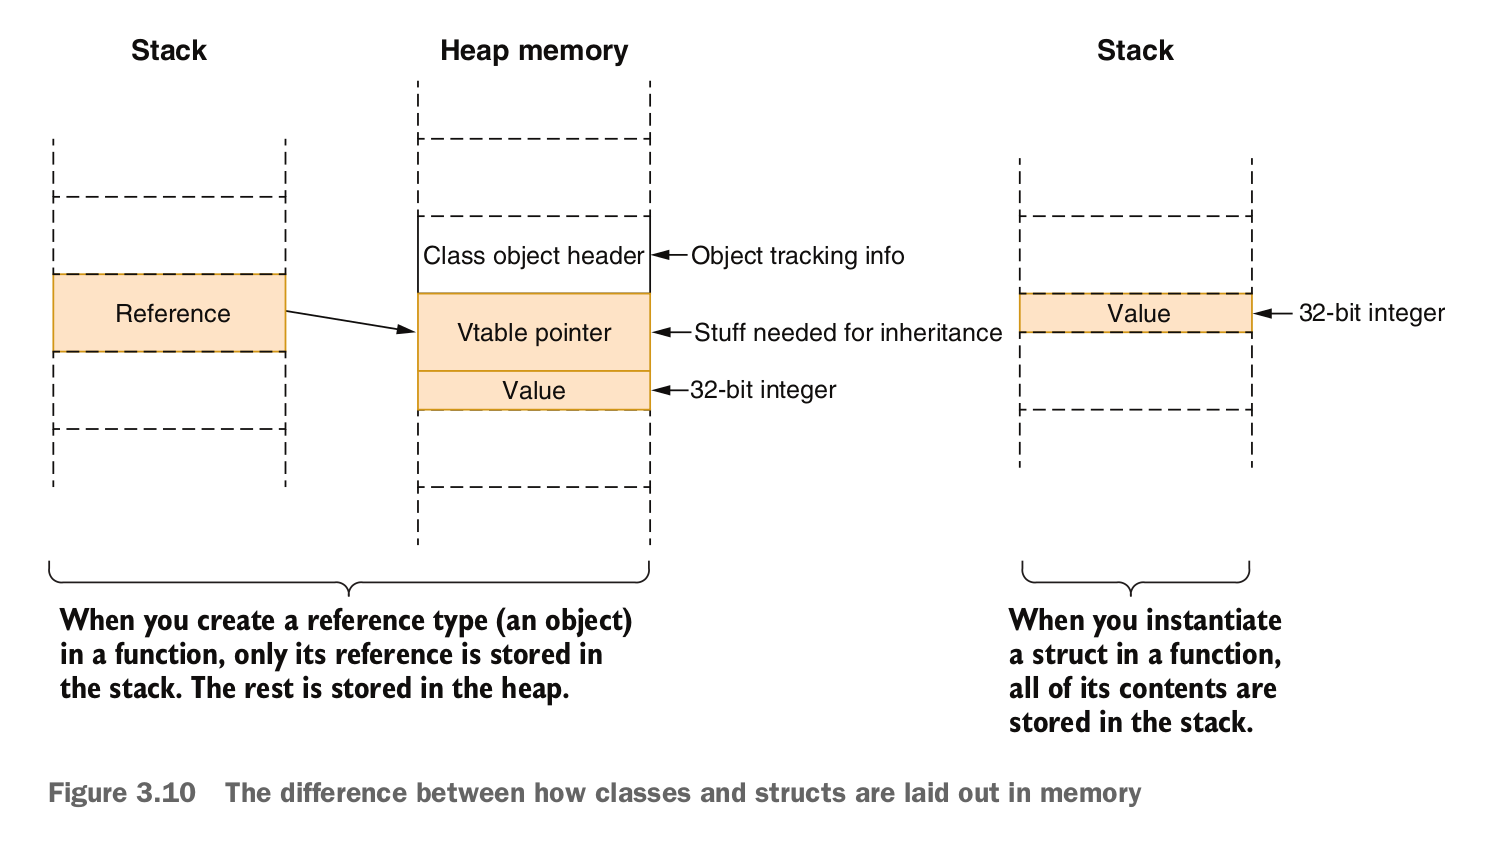 Stack
Heap memory
Stack
Class object header
Object tracking info
Reference
Vtable pointer
Stuff needed for inheritance
Value
32-bit integer
Value
32-bit integer
When you create a reference type (an object)
in a function, only its reference is stored in
the stack. The rest is stored in the heap.
When you instantiate
a struct in a function,
all of its contents are
stored in the stack.
Figure 3.10 The difference between how classes and structs are laid out in memory